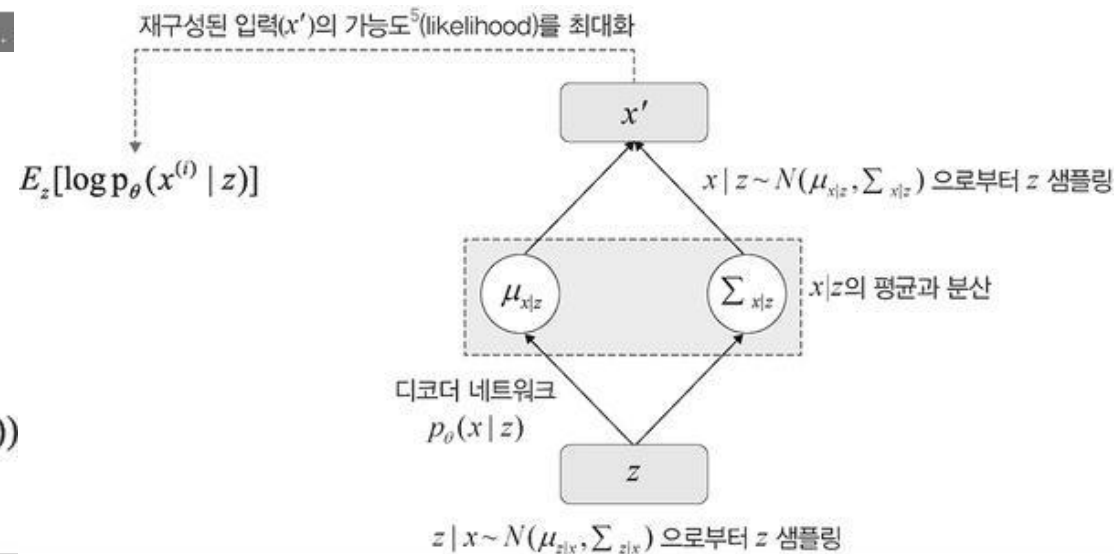 재구성된 입력(x′)의 가능도⁵(likelihood)를 최대화
x′
E_z[log p_θ(x^(i) | z)]
x | z ~ N(μ_x|z, Σ_x|z) 으로부터 z 샘플링
μ_x|z
Σ_x|z
x|z의 평균과 분산
디코더 네트워크
p_θ(x | z)
))
z
z | x ~ N(μ_z|x, Σ_z|x) 으로부터 z 샘플링